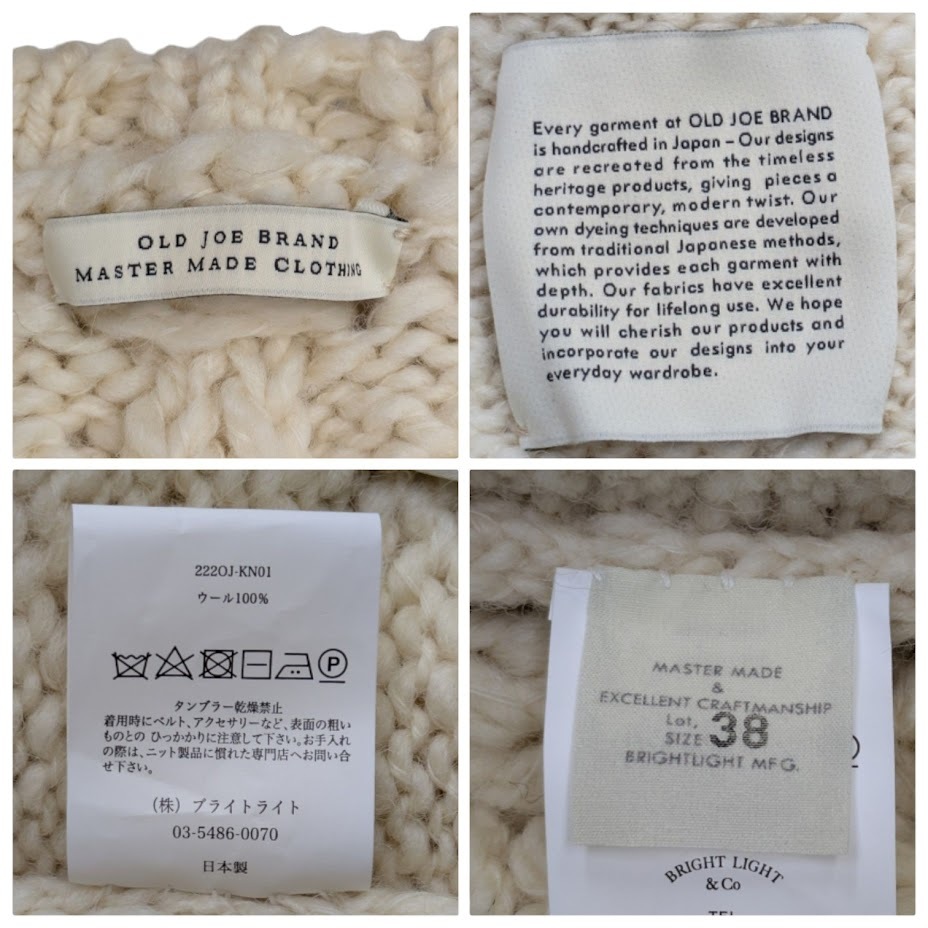 OLD JOE BRAND
MASTER MADE CLOTHING
Every garment at OLD JOE BRAND
is handcrafted in Japan – Our designs
are recreated from the timeless
heritage products, giving pieces a
contemporary, modern twist. Our
own dyeing techniques are developed
from traditional Japanese methods,
which provides each garment with
depth. Our fabrics have excellent
durability for lifelong use. We hope
you will cherish our products and
incorporate our designs into your
everyday wardrobe.
222OJ-KN01
ウール100%
P
タンブラー乾燥禁止
着用時にベルト、アクセサリーなど、表面の粗い
ものとの ひっかかりに注意して下さい。お手入れ
の際は、ニット製品に慣れた専門店へお問い合
せ下さい。
(株) ブライトライト
03-5486-0070
日本製
MASTER MADE
&
EXCELLENT CRAFTMANSHIP
Lot,
SIZE 38
BRIGHTLIGHT MFG.
BRIGHT LIGHT
& Co